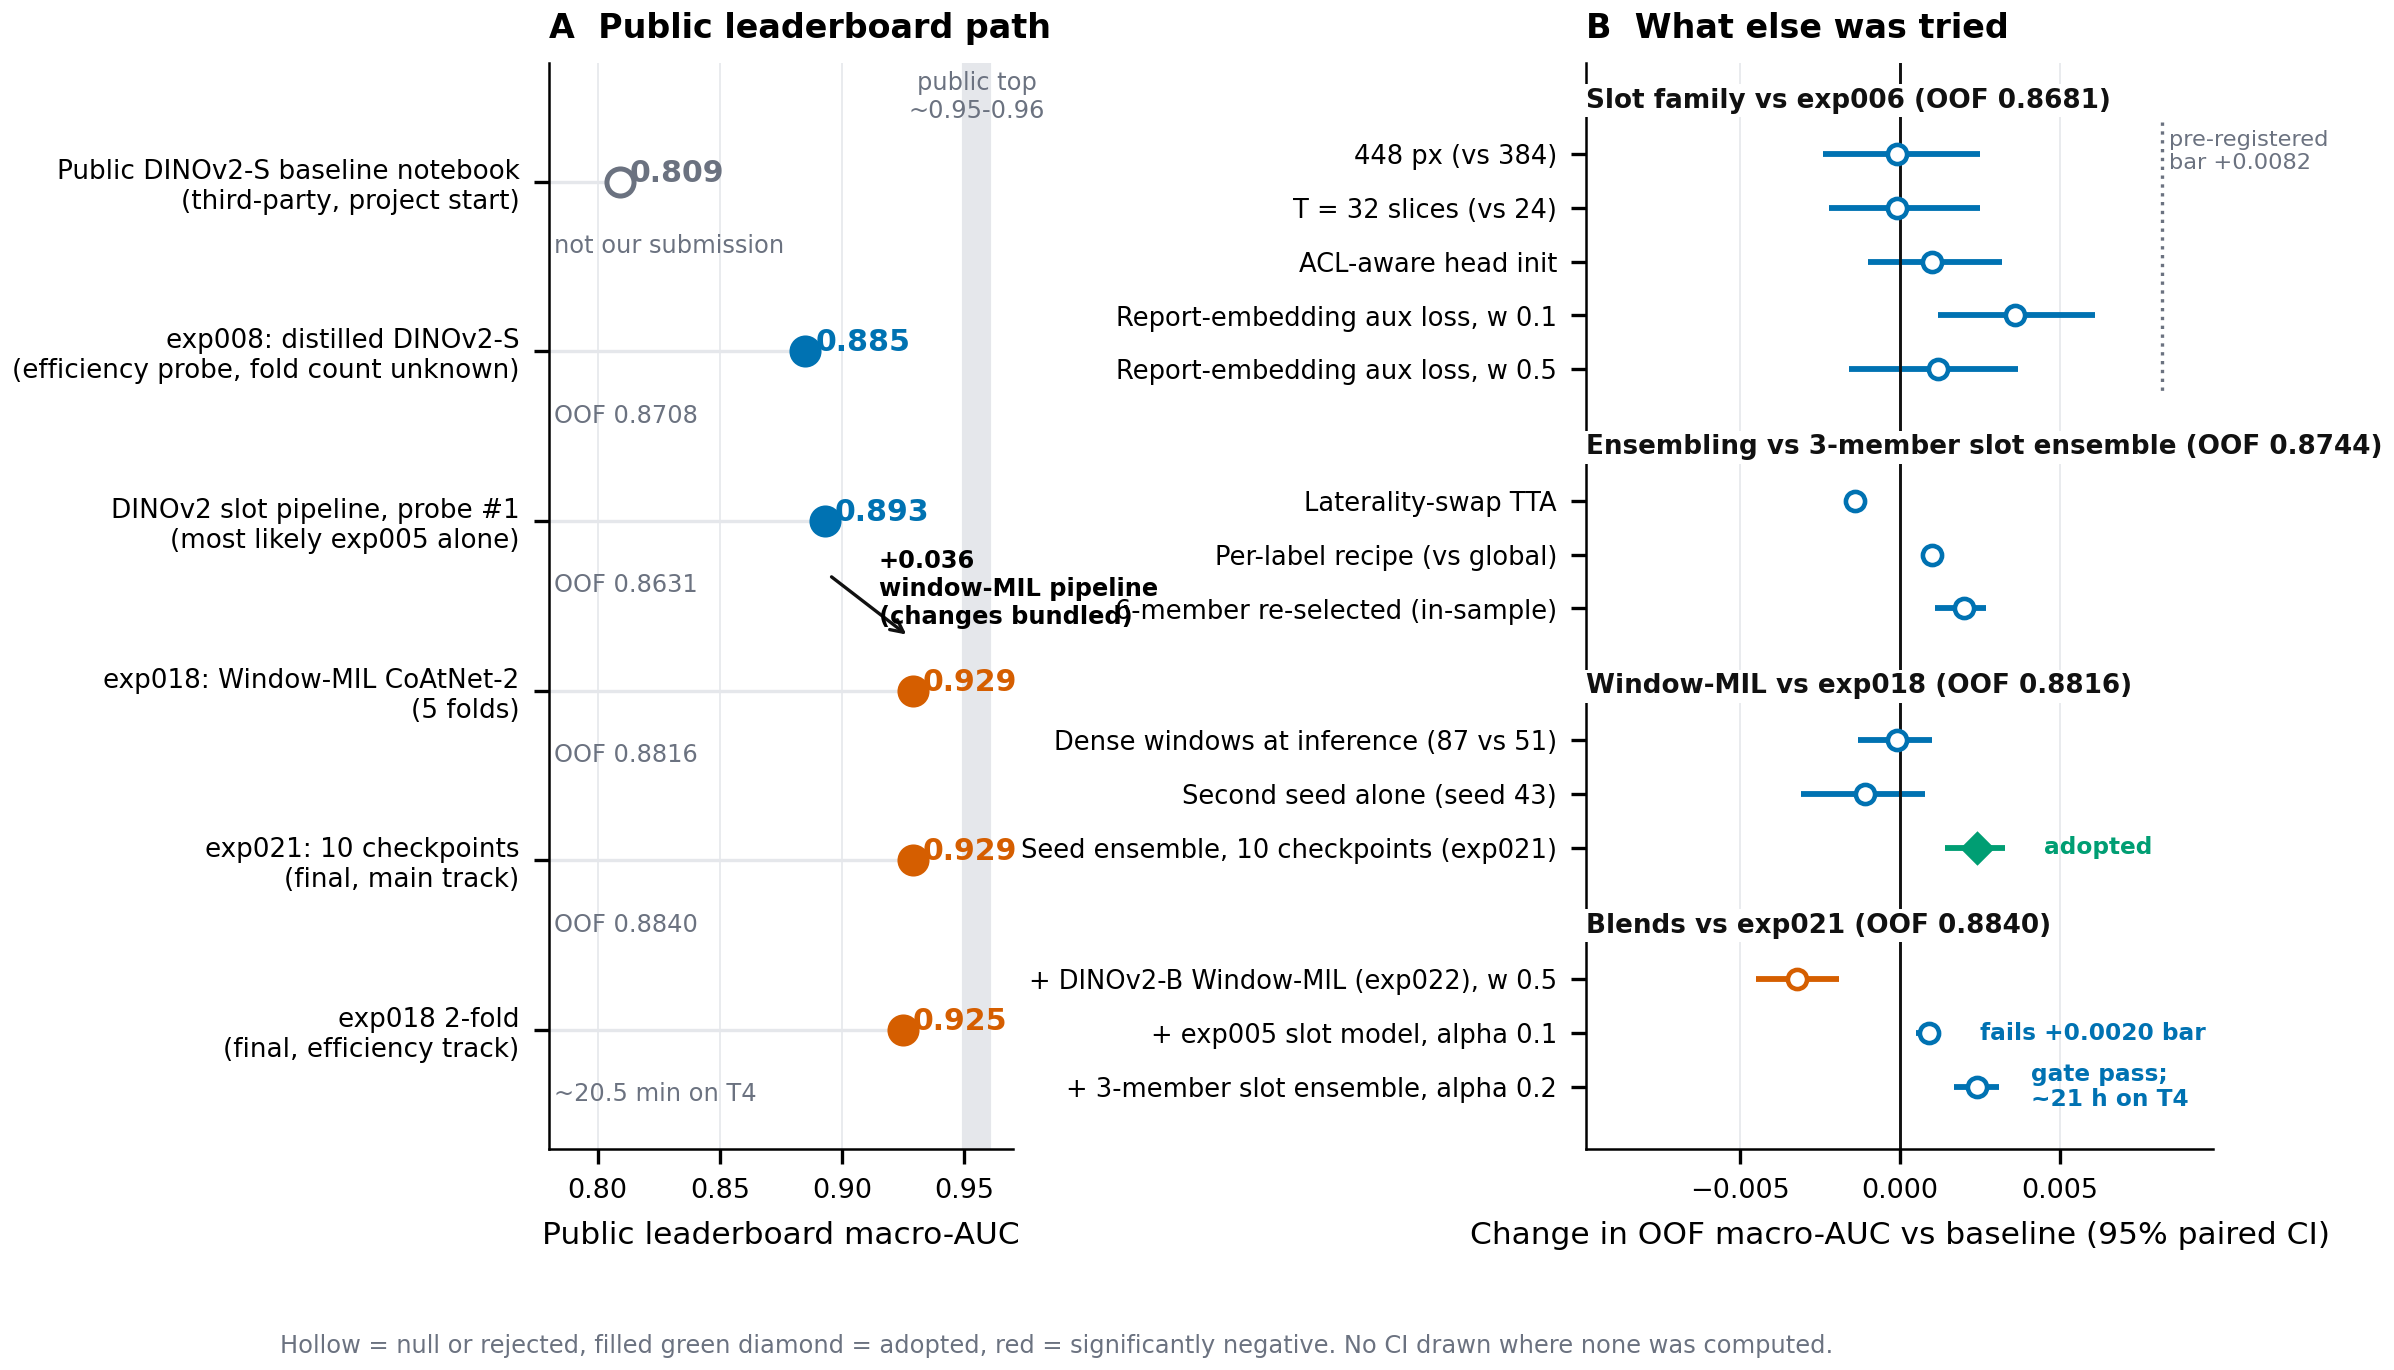 A Public leaderboard path
public top
~0.95-0.96
Public DINOv2-S baseline notebook
(third-party, project start)
0.809
not our submission
exp008: distilled DINOv2-S
(efficiency probe, fold count unknown)
0.885
OOF 0.8708
DINOv2 slot pipeline, probe #1
(most likely exp005 alone)
0.893
OOF 0.8631
+0.036
window-MIL pipeline
(changes bundled)
exp018: Window-MIL CoAtNet-2
(5 folds)
0.929
OOF 0.8816
exp021: 10 checkpoints
(final, main track)
0.929
OOF 0.8840
exp018 2-fold
(final, efficiency track)
0.925
~20.5 min on T4
0.80 0.85 0.90 0.95
Public leaderboard macro-AUC
B What else was tried
Slot family vs exp006 (OOF 0.8681)
pre-registered
bar +0.0082
448 px (vs 384)
T = 32 slices (vs 24)
ACL-aware head init
Report-embedding aux loss, w 0.1
Report-embedding aux loss, w 0.5
Ensembling vs 3-member slot ensemble (OOF 0.8744)
Laterality-swap TTA
Per-label recipe (vs global)
6-member re-selected (in-sample)
Window-MIL vs exp018 (OOF 0.8816)
Dense windows at inference (87 vs 51)
Second seed alone (seed 43)
Seed ensemble, 10 checkpoints (exp021)
adopted
Blends vs exp021 (OOF 0.8840)
+ DINOv2-B Window-MIL (exp022), w 0.5
+ exp005 slot model, alpha 0.1
fails +0.0020 bar
+ 3-member slot ensemble, alpha 0.2
gate pass;
~21 h on T4
−0.005 0.000 0.005
Change in OOF macro-AUC vs baseline (95% paired CI)
Hollow = null or rejected, filled green diamond = adopted, red = significantly negative. No CI drawn where none was computed.